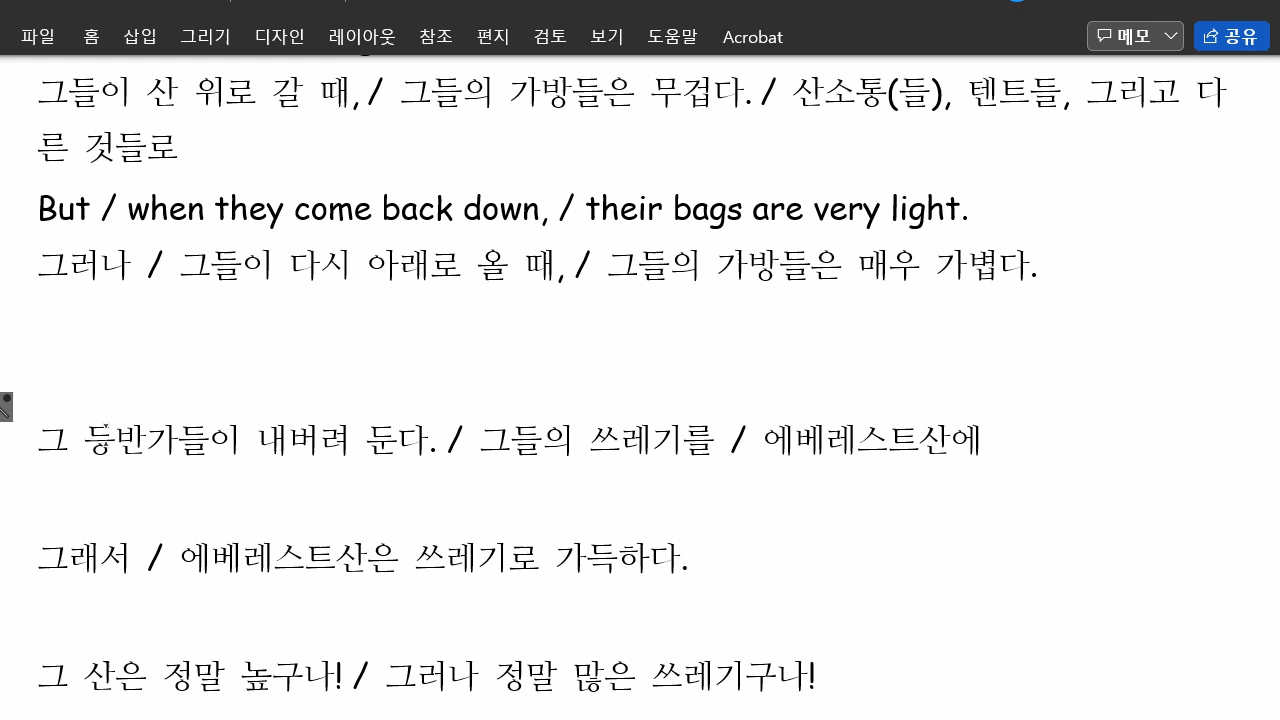 파일 홈 삽입 그리기 디자인 레이아웃 참조 편지 검토 보기 도움말 Acrobat 메모 공유
그들이 산 위로 갈 때, / 그들의 가방들은 무겁다. / 산소통(들), 텐트들, 그리고 다
른 것들로
But / when they come back down, / their bags are very light.
그러나 / 그들이 다시 아래로 올 때, / 그들의 가방들은 매우 가볍다.
그 등반가들이 내버려 둔다. / 그들의 쓰레기를 / 에베레스트산에
그래서 / 에베레스트산은 쓰레기로 가득하다.
그 산은 정말 높구나! / 그러나 정말 많은 쓰레기구나!